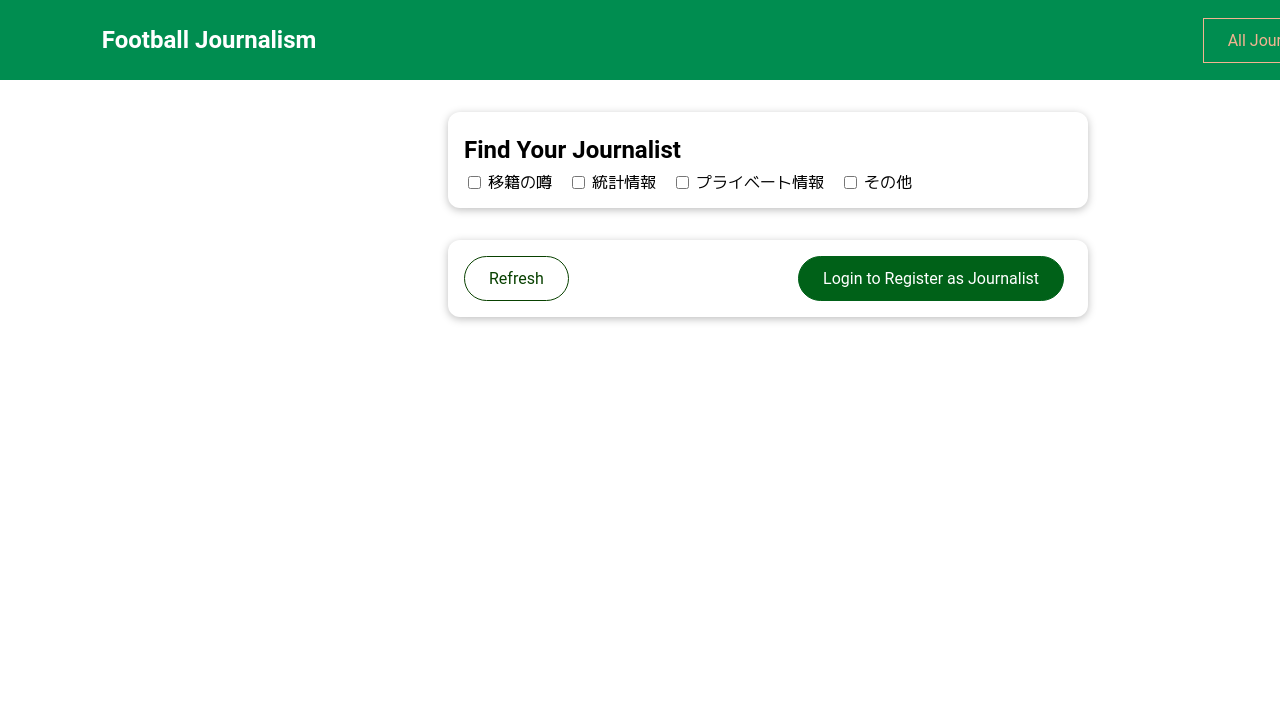 Football Journalism
All Jour
Find Your Journalist
移籍の噂 統計情報 プライベート情報 その他
Refresh Login to Register as Journalist